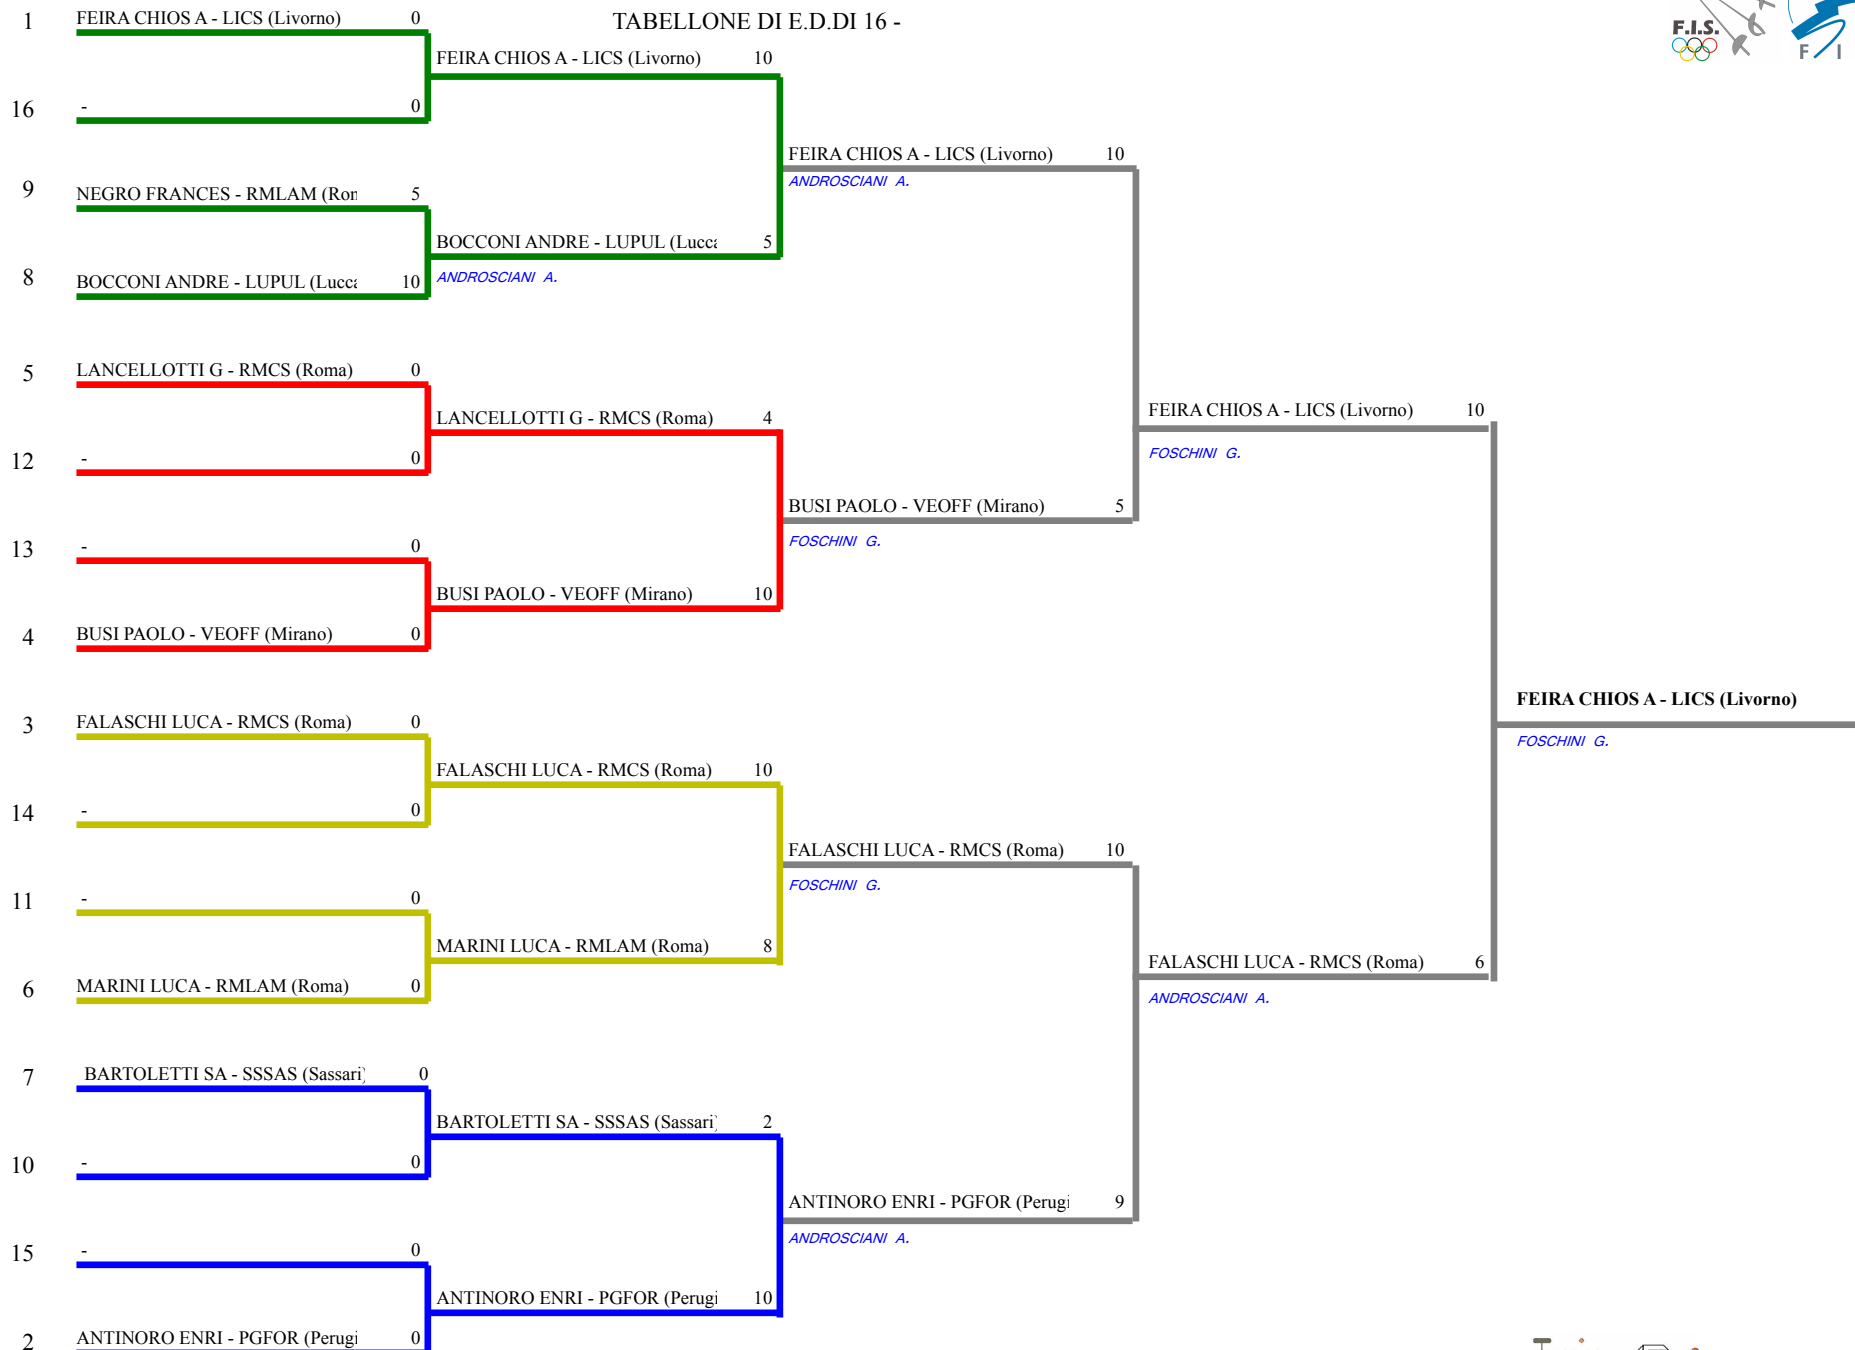 TABELLONE DI E.D.DI 16 -
F.I.S.
F I
1 FEIRA CHIOS A - LICS (Livorno) 0
FEIRA CHIOS A - LICS (Livorno) 10
16 - 0
FEIRA CHIOS A - LICS (Livorno) 10
ANDROSCIANI A.
9 NEGRO FRANCES - RMLAM (Rom 5
BOCCONI ANDRE - LUPUL (Lucca 5
ANDROSCIANI A.
8 BOCCONI ANDRE - LUPUL (Lucca 10
5 LANCELLOTTI G - RMCS (Roma) 0
LANCELLOTTI G - RMCS (Roma) 4
FEIRA CHIOS A - LICS (Livorno) 10
FOSCHINI G.
12 - 0
BUSI PAOLO - VEOFF (Mirano) 5
FOSCHINI G.
13 - 0
BUSI PAOLO - VEOFF (Mirano) 10
4 BUSI PAOLO - VEOFF (Mirano) 0
FEIRA CHIOS A - LICS (Livorno)
FOSCHINI G.
3 FALASCHI LUCA - RMCS (Roma) 0
FALASCHI LUCA - RMCS (Roma) 10
14 - 0
FALASCHI LUCA - RMCS (Roma) 10
FOSCHINI G.
11 - 0
MARINI LUCA - RMLAM (Roma) 8
FALASCHI LUCA - RMCS (Roma) 6
ANDROSCIANI A.
6 MARINI LUCA - RMLAM (Roma) 0
7 BARTOLETTI SA - SSSAS (Sassari) 0
BARTOLETTI SA - SSSAS (Sassari) 2
10 - 0
ANTINORO ENRI - PGFOR (Perugi 9
ANDROSCIANI A.
15 - 0
ANTINORO ENRI - PGFOR (Perugi 10
2 ANTINORO ENRI - PGFOR (Perugi 0